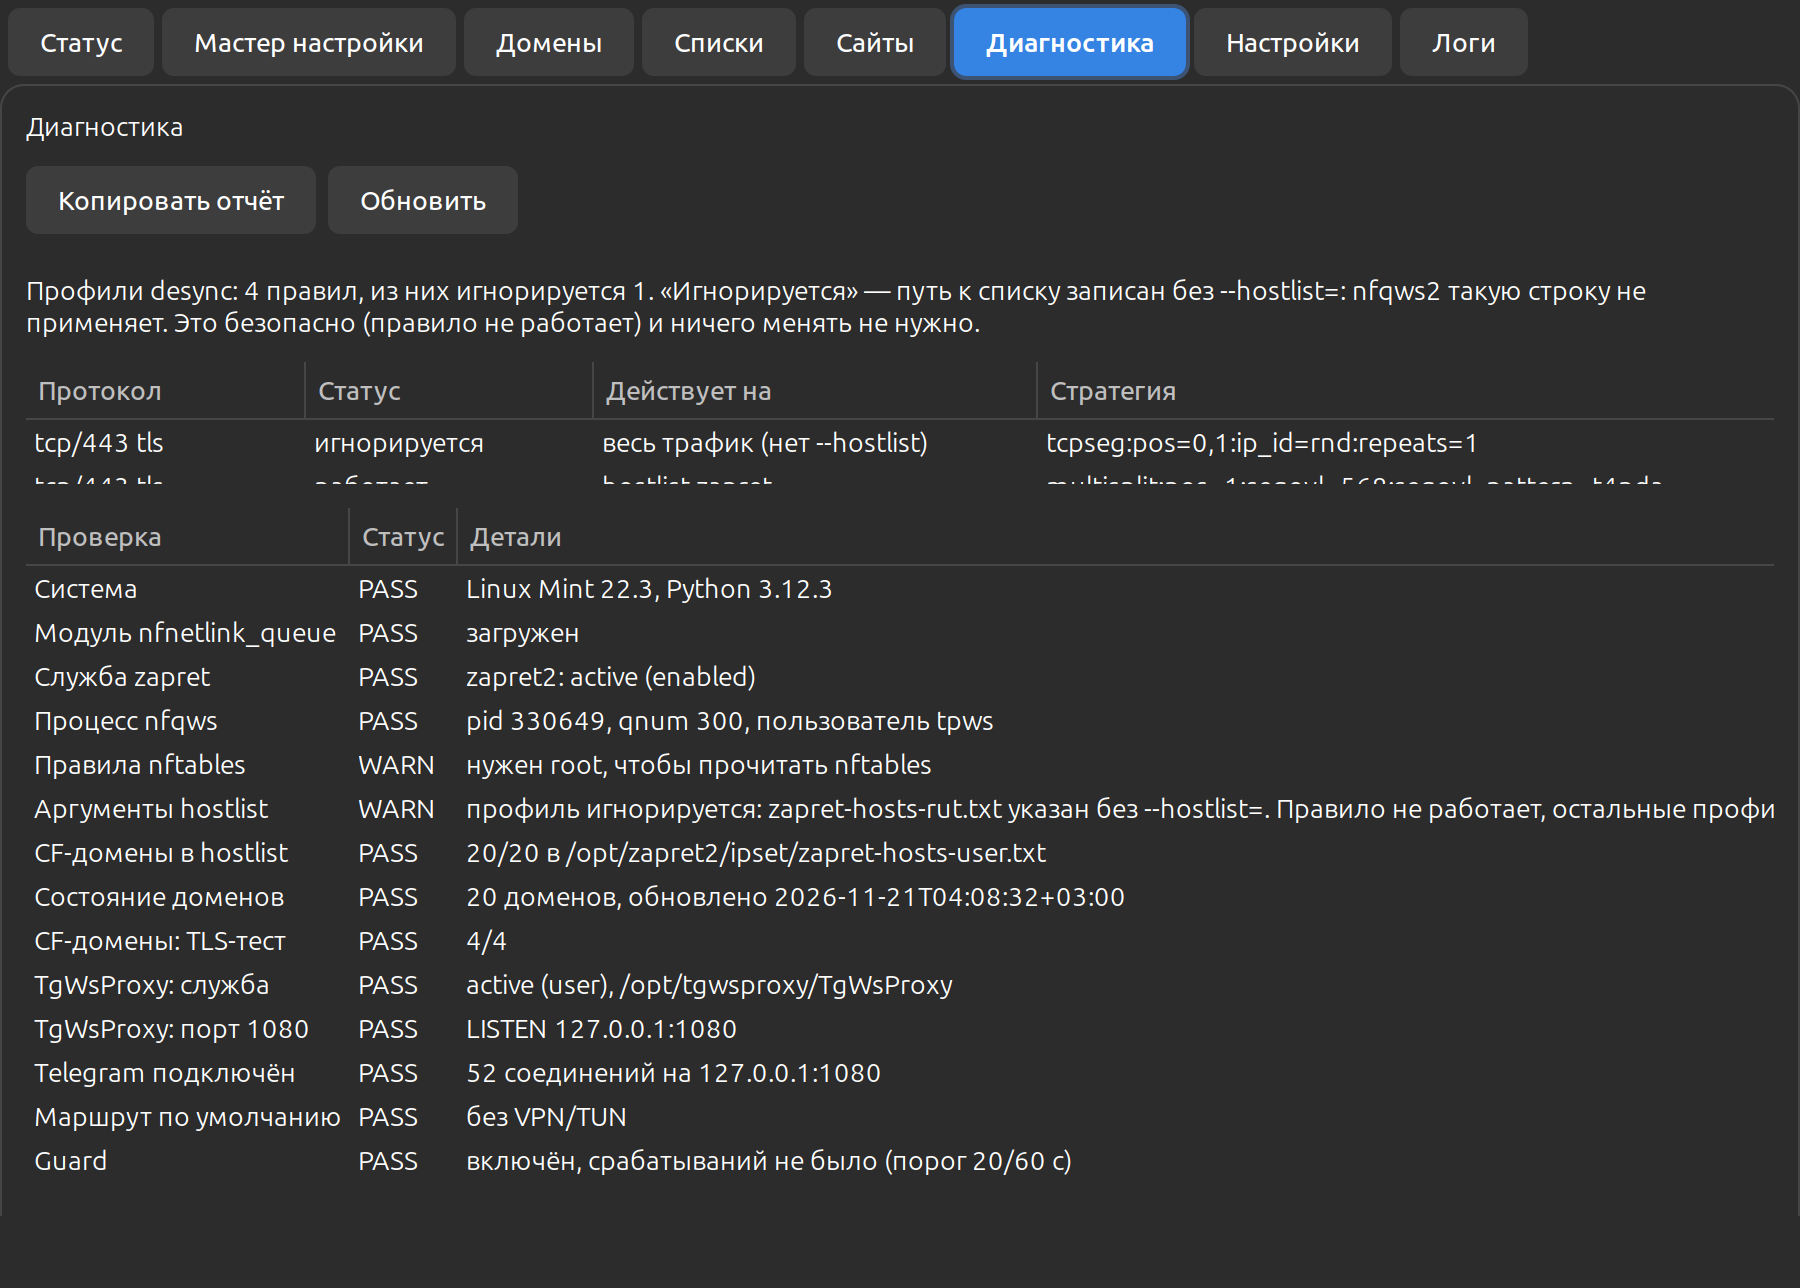 Статус Мастер настройки Домены Списки Сайты Диагностика Настройки Логи
Диагностика
Копировать отчёт Обновить
Профили desync: 4 правил, из них игнорируется 1. «Игнорируется» — путь к списку записан без --hostlist=: nfqws2 такую строку не
применяет. Это безопасно (правило не работает) и ничего менять не нужно.
Протокол Статус Действует на Стратегия
tcp/443 tls игнорируется весь трафик (нет --hostlist) tcpseg:pos=0,1:ip_id=rnd:repeats=1
tcp/443 tls работает hostlist zapret
Проверка Статус Детали
Система PASS Linux Mint 22.3, Python 3.12.3
Модуль nfnetlink_queue PASS загружен
Служба zapret PASS zapret2: active (enabled)
Процесс nfqws PASS pid 330649, qnum 300, пользователь tpws
Правила nftables WARN нужен root, чтобы прочитать nftables
Аргументы hostlist WARN профиль игнорируется: zapret-hosts-rut.txt указан без --hostlist=. Правило не работает, остальные профи
CF-домены в hostlist PASS 20/20 в /opt/zapret2/ipset/zapret-hosts-user.txt
Состояние доменов PASS 20 доменов, обновлено 2026-11-21T04:08:32+03:00
CF-домены: TLS-тест PASS 4/4
TgWsProxy: служба PASS active (user), /opt/tgwsproxy/TgWsProxy
TgWsProxy: порт 1080 PASS LISTEN 127.0.0.1:1080
Telegram подключён PASS 52 соединений на 127.0.0.1:1080
Маршрут по умолчанию PASS без VPN/TUN
Guard PASS включён, срабатываний не было (порог 20/60 с)